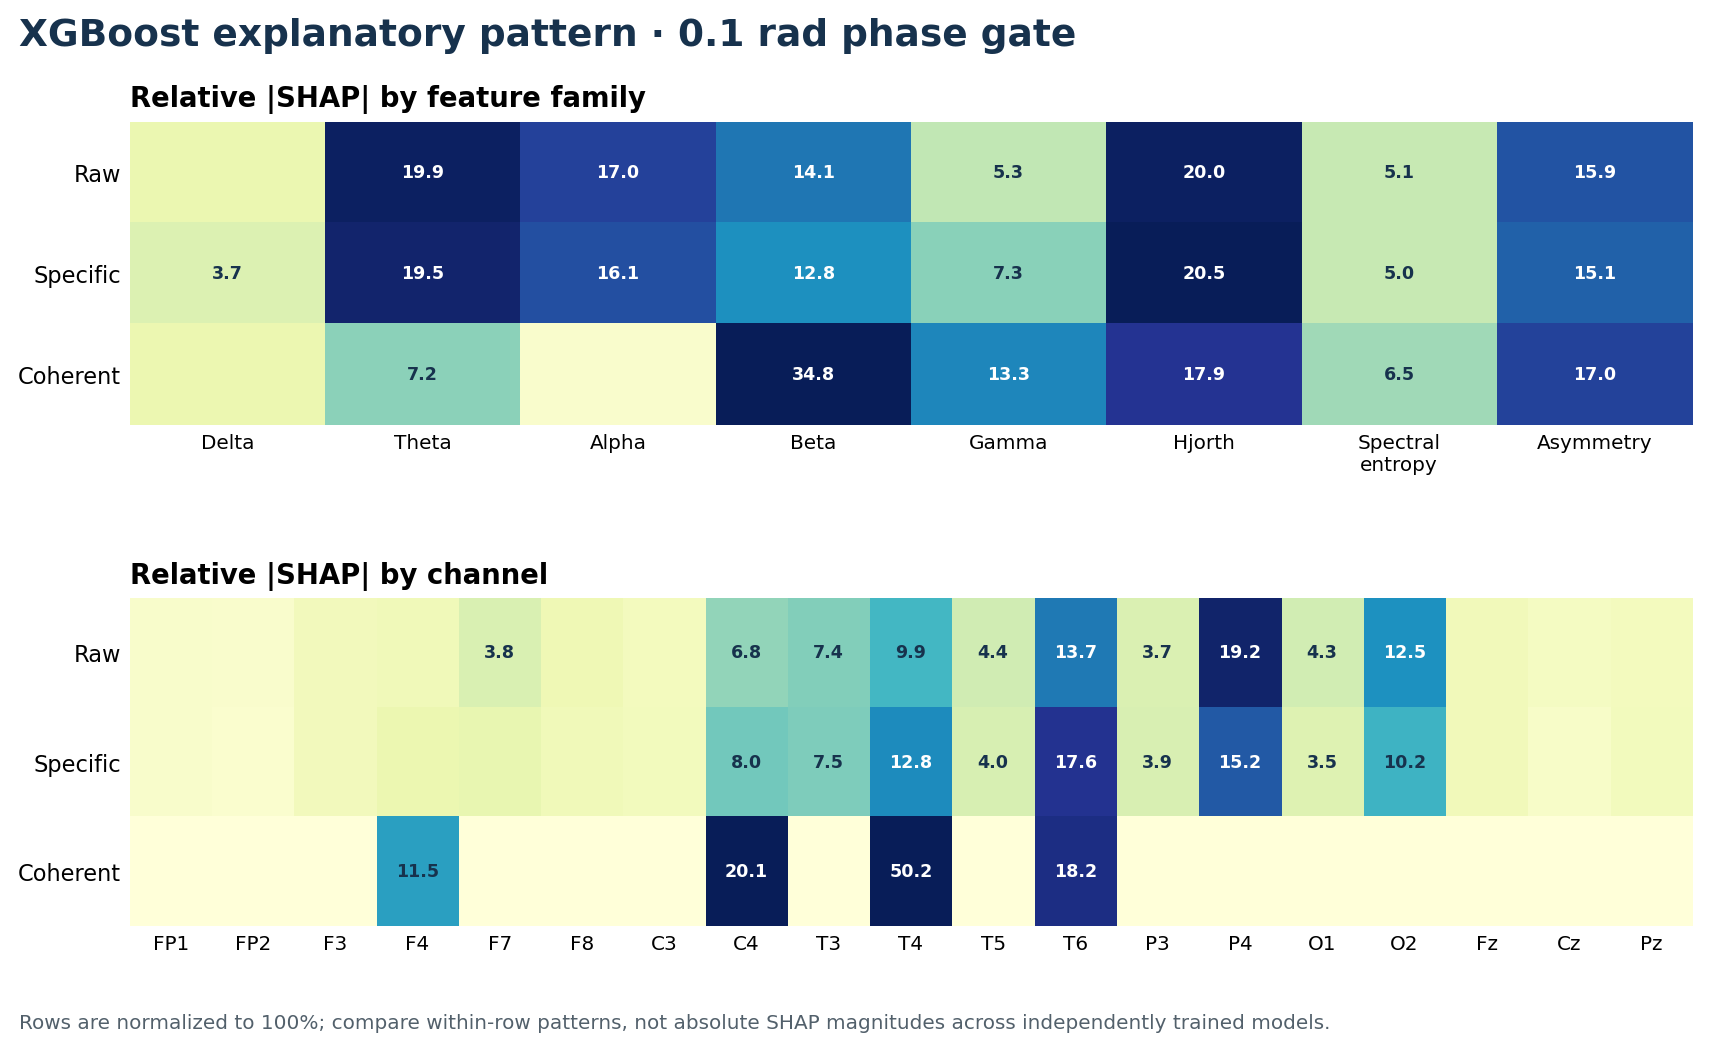 XGBoost explanatory pattern · 0.1 rad phase gate
Relative |SHAP| by feature family
Raw 19.9 17.0 14.1 5.3 20.0 5.1 15.9
Specific 3.7 19.5 16.1 12.8 7.3 20.5 5.0 15.1
Coherent 7.2 34.8 13.3 17.9 6.5 17.0
Delta Theta Alpha Beta Gamma Hjorth Spectral Asymmetry
entropy
Relative |SHAP| by channel
Raw 3.8 6.8 7.4 9.9 4.4 13.7 3.7 19.2 4.3 12.5
Specific 8.0 7.5 12.8 4.0 17.6 3.9 15.2 3.5 10.2
Coherent 11.5 20.1 50.2 18.2
FP1 FP2 F3 F4 F7 F8 C3 C4 T3 T4 T5 T6 P3 P4 O1 O2 Fz Cz Pz
Rows are normalized to 100%; compare within-row patterns, not absolute SHAP magnitudes across independently trained models.